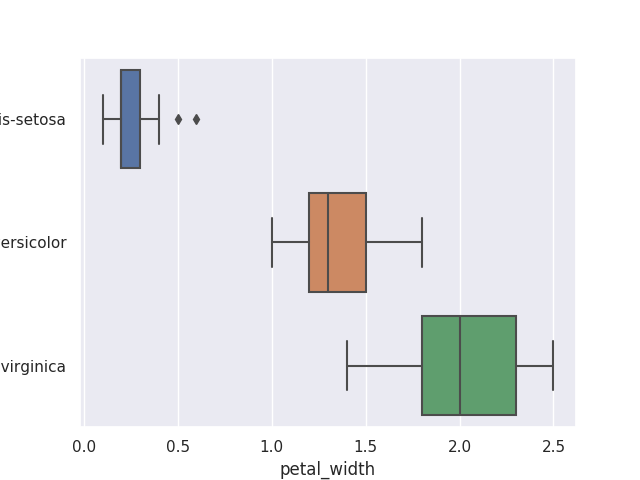 is-setosa
ersicolor
virginica
0.0 0.5 1.0 1.5 2.0 2.5
petal_width